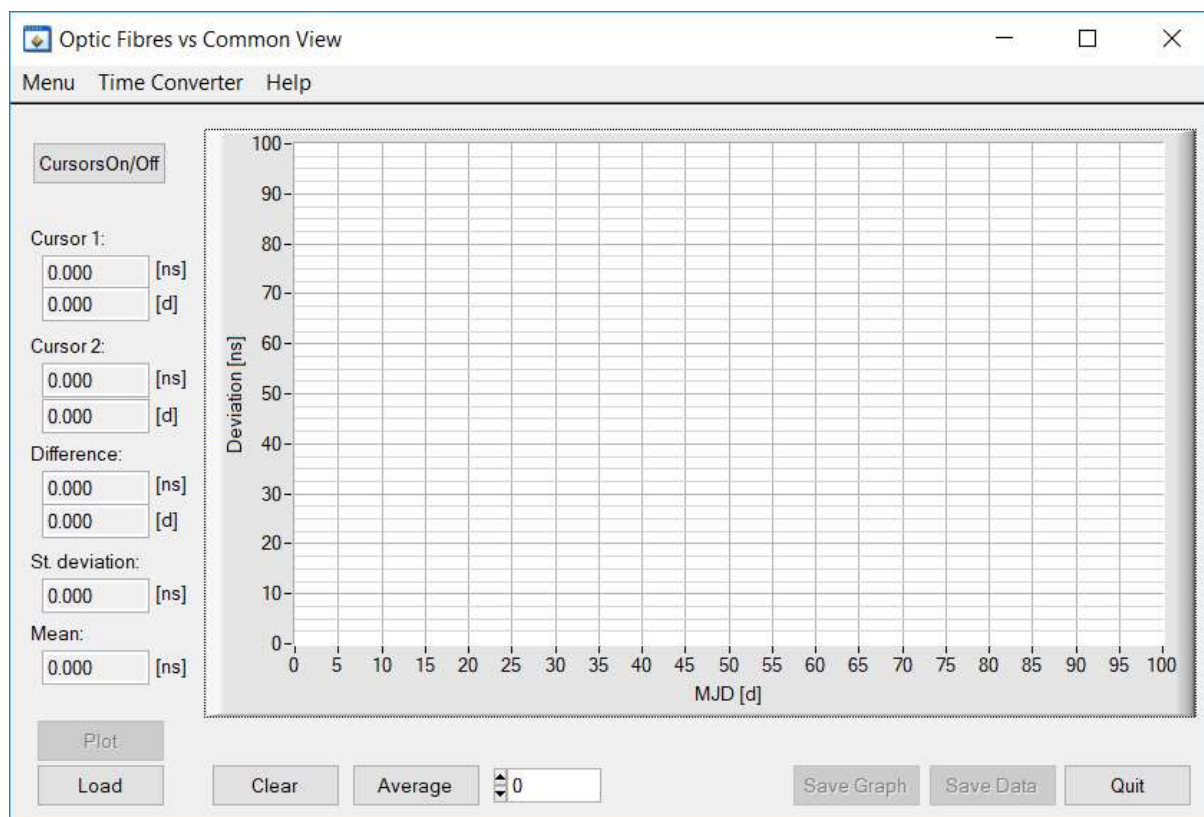 Optic Fibres vs Common View
Menu Time Converter Help
CursorsOn/Off
Cursor 1:
0.000 [ns]
0.000 [d]
Cursor 2:
0.000 [ns]
0.000 [d]
Difference:
0.000 [ns]
0.000 [d]
St. deviation:
0.000 [ns]
Mean:
0.000 [ns]
Deviation [ns]
100
90
80
70
60
50
40
30
20
10
0
0 5 10 15 20 25 30 35 40 45 50 55 60 65 70 75 80 85 90 95 100
MJD [d]
Plot
Load Clear Average 0 Save Graph Save Data Quit